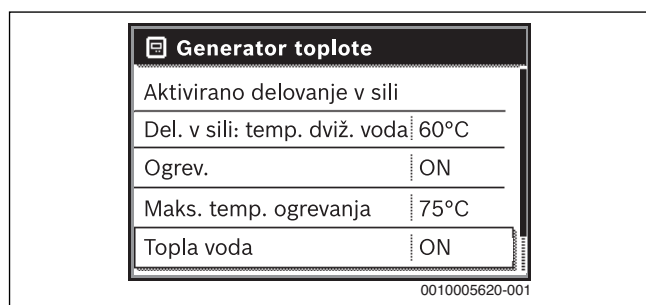 Generator toplote
Aktivirano delovanje v sili
Del. v sili: temp. dviž. voda 60°C
Ogrev. ON
Maks. temp. ogrevanja 75°C
Topla voda ON
0010005620-001